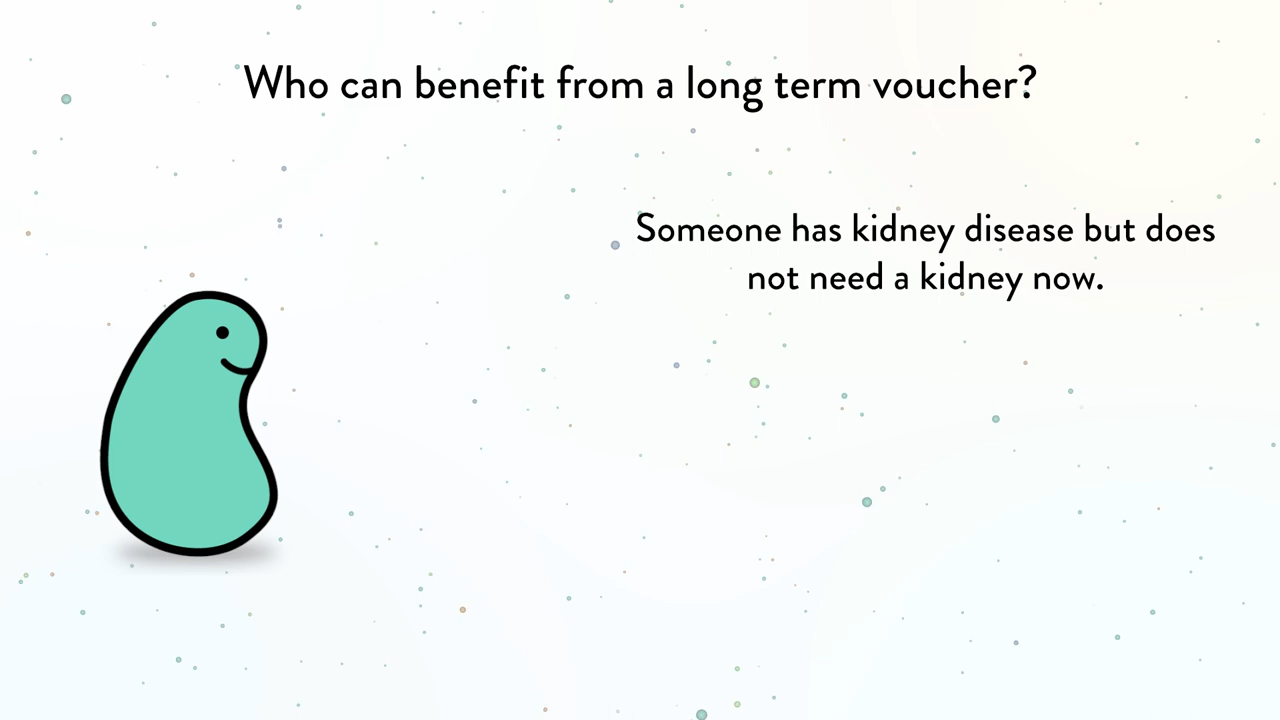 Who can benefit from a long term voucher?
Someone has kidney disease but does
not need a kidney now.